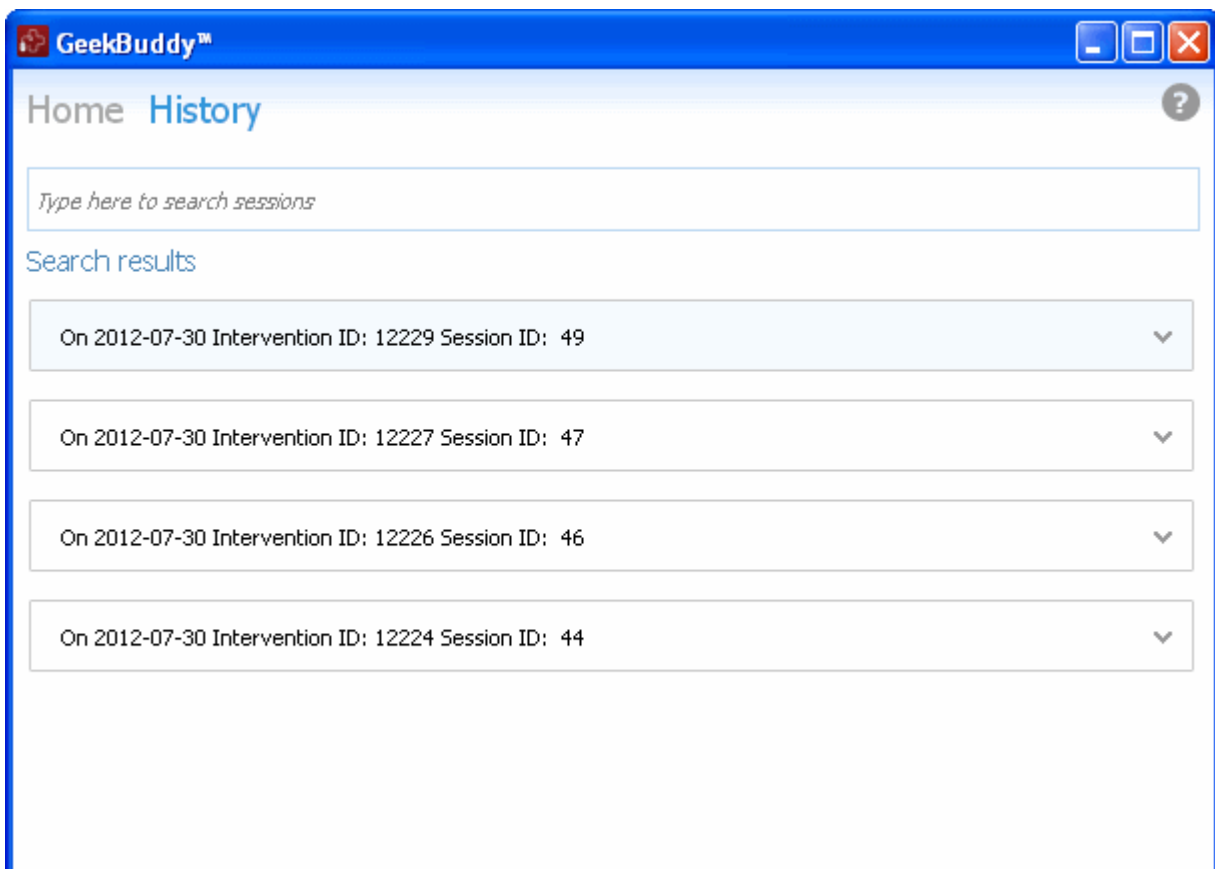 GeekBuddy™
Home History
?
Type here to search sessions
Search results
On 2012-07-30 Intervention ID: 12229 Session ID: 49
On 2012-07-30 Intervention ID: 12227 Session ID: 47
On 2012-07-30 Intervention ID: 12226 Session ID: 46
On 2012-07-30 Intervention ID: 12224 Session ID: 44